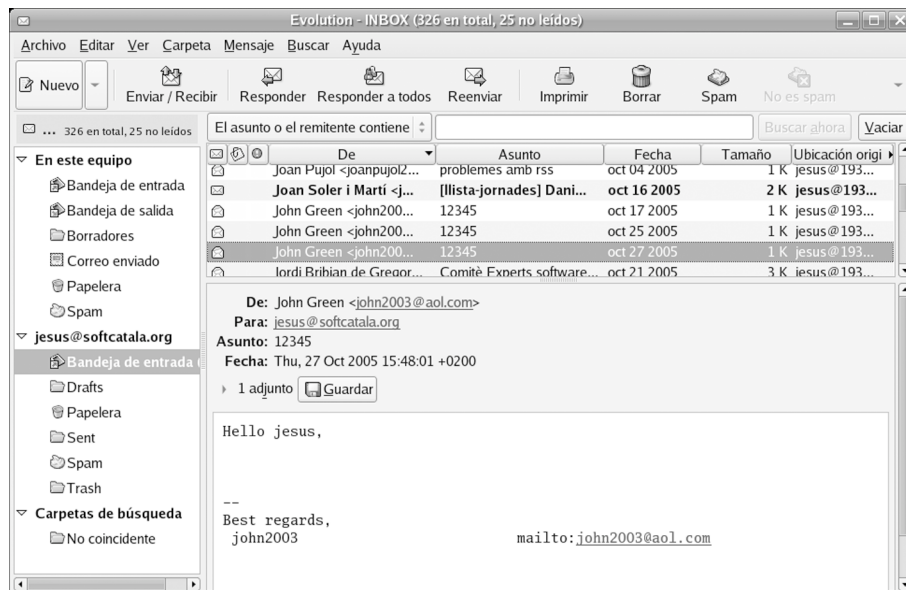 Evolution - INBOX (326 en total, 25 no leídos)
Archivo Editar Ver Carpeta Mensaje Buscar Ayuda
Nuevo Enviar / Recibir Responder Responder a todos Reenviar Imprimir Borrar Spam No es spam
... 326 en total, 25 no leídos
El asunto o el remitente contiene Buscar ahora Vaciar
En este equipo
Bandeja de entrada
Bandeja de salida
Borradores
Correo enviado
Papelera
Spam
jesus@softcatala.org
Bandeja de entrada (
Drafts
Papelera
Sent
Spam
Trash
Carpetas de búsqueda
No coincidente
De Asunto Fecha Tamaño Ubicación origi
Joan Pujol <joanpujol2... problemes amb rss oct 04 2005 1 K jesus@193...
Joan Soler i Martí <j... [llista-jornades] Dani... oct 16 2005 2 K jesus@193...
John Green <john200... 12345 oct 17 2005 1 K jesus@193...
John Green <john200... 12345 oct 25 2005 1 K jesus@193...
John Green <john200... 12345 oct 27 2005 1 K jesus@193...
Jordi Bribian de Gregor... Comitè Experts software... oct 21 2005 3 K jesus@193...
De: John Green <john2003@aol.com>
Para: jesus@softcatala.org
Asunto: 12345
Fecha: Thu, 27 Oct 2005 15:48:01 +0200
1 adjunto Guardar
Hello jesus,
--
Best regards,
john2003 mailto:john2003@aol.com